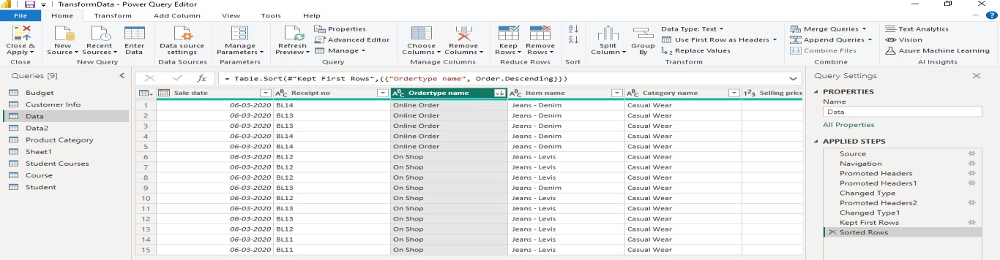 TransformData - Power Query Editor
File Home Transform Add Column View Tools Help
Close & Apply
Close
New Source
Recent Sources
Enter Data
New Query
Data source settings
Data Sources
Manage Parameters
Parameters
Refresh Preview
Properties
Advanced Editor
Manage
Query
Choose Columns
Remove Columns
Manage Columns
Keep Rows
Remove Rows
Reduce Rows
Sort
Split Column
Group By
Data Type: Text
Use First Row as Headers
Replace Values
Transform
Merge Queries
Append Queries
Combine Files
Combine
Text Analytics
Vision
Azure Machine Learning
AI Insights
Queries [9]
Budget
Customer Info
Data
Data2
Product Category
Sheet1
Student Courses
Course
Student
fx = Table.Sort(#"Kept First Rows",{{"Ordertype name", Order.Descending}})
Sale date ABC Receipt no ABC Ordertype name ABC Item name ABC Category name 123 Selling price
1 06-03-2020 BL14 Online Order Jeans - Denim Casual Wear
2 06-03-2020 BL13 Online Order Jeans - Denim Casual Wear
3 06-03-2020 BL13 Online Order Jeans - Denim Casual Wear
4 06-03-2020 BL14 Online Order Jeans - Denim Casual Wear
5 06-03-2020 BL14 Online Order Jeans - Denim Casual Wear
6 06-03-2020 BL12 On Shop Jeans - Levis Casual Wear
7 06-03-2020 BL12 On Shop Jeans - Levis Casual Wear
8 06-03-2020 BL12 On Shop Jeans - Levis Casual Wear
9 06-03-2020 BL13 On Shop Jeans - Denim Casual Wear
10 06-03-2020 BL12 On Shop Jeans - Levis Casual Wear
11 06-03-2020 BL13 On Shop Jeans - Levis Casual Wear
12 06-03-2020 BL13 On Shop Jeans - Levis Casual Wear
13 06-03-2020 BL12 On Shop Jeans - Levis Casual Wear
14 06-03-2020 BL11 On Shop Jeans - Levis Casual Wear
15 06-03-2020 BL11 On Shop Jeans - Levis Casual Wear
Query Settings
PROPERTIES
Name
Data
All Properties
APPLIED STEPS
Source
Navigation
Promoted Headers
Promoted Headers1
Changed Type
Promoted Headers2
Changed Type1
Kept First Rows
Sorted Rows